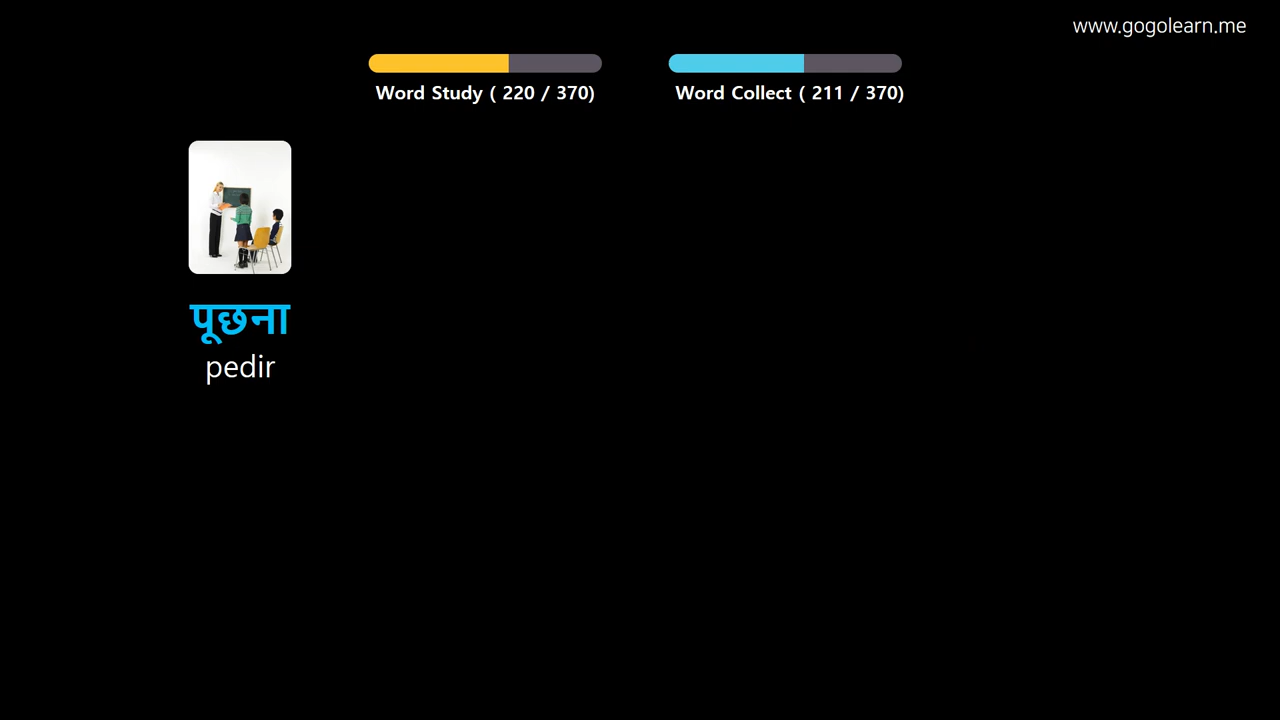 www.gogolearn.me
Word Study ( 220 / 370)
Word Collect ( 211 / 370)
पूछना
pedir